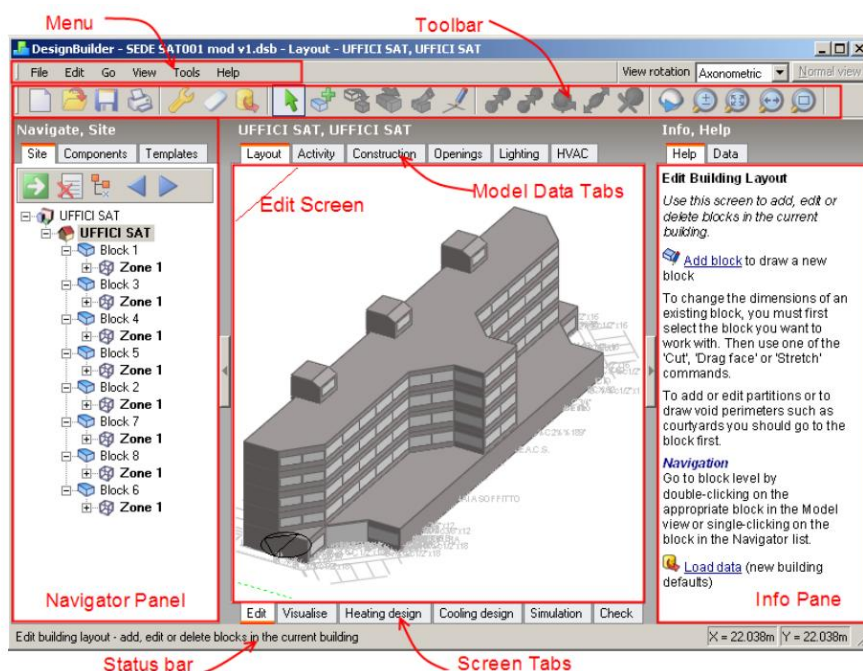 Menu
Toolbar
DesignBuilder - SEDE SAT001 mod v1.dsb - Layout - UFFICI SAT, UFFICI SAT
File Edit Go View Tools Help
View rotation Axonometric Normal view
Navigate, Site
UFFICI SAT, UFFICI SAT
Info, Help
Site Components Templates
Layout Activity Construction Openings Lighting HVAC
Help Data
Model Data Tabs
Edit Screen
UFFICI SAT
UFFICI SAT
Block 1
Zone 1
Block 3
Zone 1
Block 4
Zone 1
Block 5
Zone 1
Block 2
Zone 1
Block 7
Zone 1
Block 8
Zone 1
Block 6
Zone 1
Navigator Panel
E.A.C.S.
Edit Building Layout
Use this screen to add, edit or
delete blocks in the current
building.
Add block to draw a new
block
To change the dimensions of an
existing block, you must first
select the block you want to
work with. Then use one of the
'Cut', 'Drag face' or 'Stretch'
commands.
To add or edit partitions or to
draw void perimeters such as
courtyards you should go to the
block first.
Navigation
Go to block level by
double-clicking on the
appropriate block in the Model
view or single-clicking on the
block in the Navigator list.
Load data (new building
defaults)
Info Pane
Edit Visualise Heating design Cooling design Simulation Check
Edit building layout - add, edit or delete blocks in the current building
X = 22.038m Y = 22.038m
Status bar
Screen Tabs